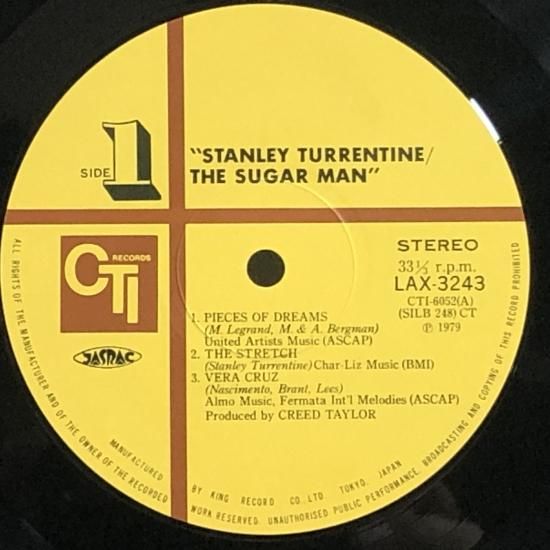 SIDE 1
"STANLEY TURRENTINE/
THE SUGAR MAN"
CTI RECORDS
JASRAC
STEREO
33⅓ r.p.m.
LAX-3243
CTI-6052(A)
(SILB 248) CT
Ⓟ 1979
1. PIECES OF DREAMS
(M. Legrand, M. & A. Bergman)
United Artists Music (ASCAP)
2. THE STRETCH
(Stanley Turrentine) Char-Liz Music (BMI)
3. VERA CRUZ
(Nascimento, Brant, Lees)
Almo Music, Fermata Int'l Melodies (ASCAP)
Produced by CREED TAYLOR
MANUFACTURED BY KING RECORD CO., LTD. TOKYO, JAPAN
ALL RIGHTS OF THE MANUFACTURER AND OF THE OWNER OF THE RECORDED WORK RESERVED. UNAUTHORISED PUBLIC PERFORMANCE, BROADCASTING AND COPYING OF THIS RECORD PROHIBITED